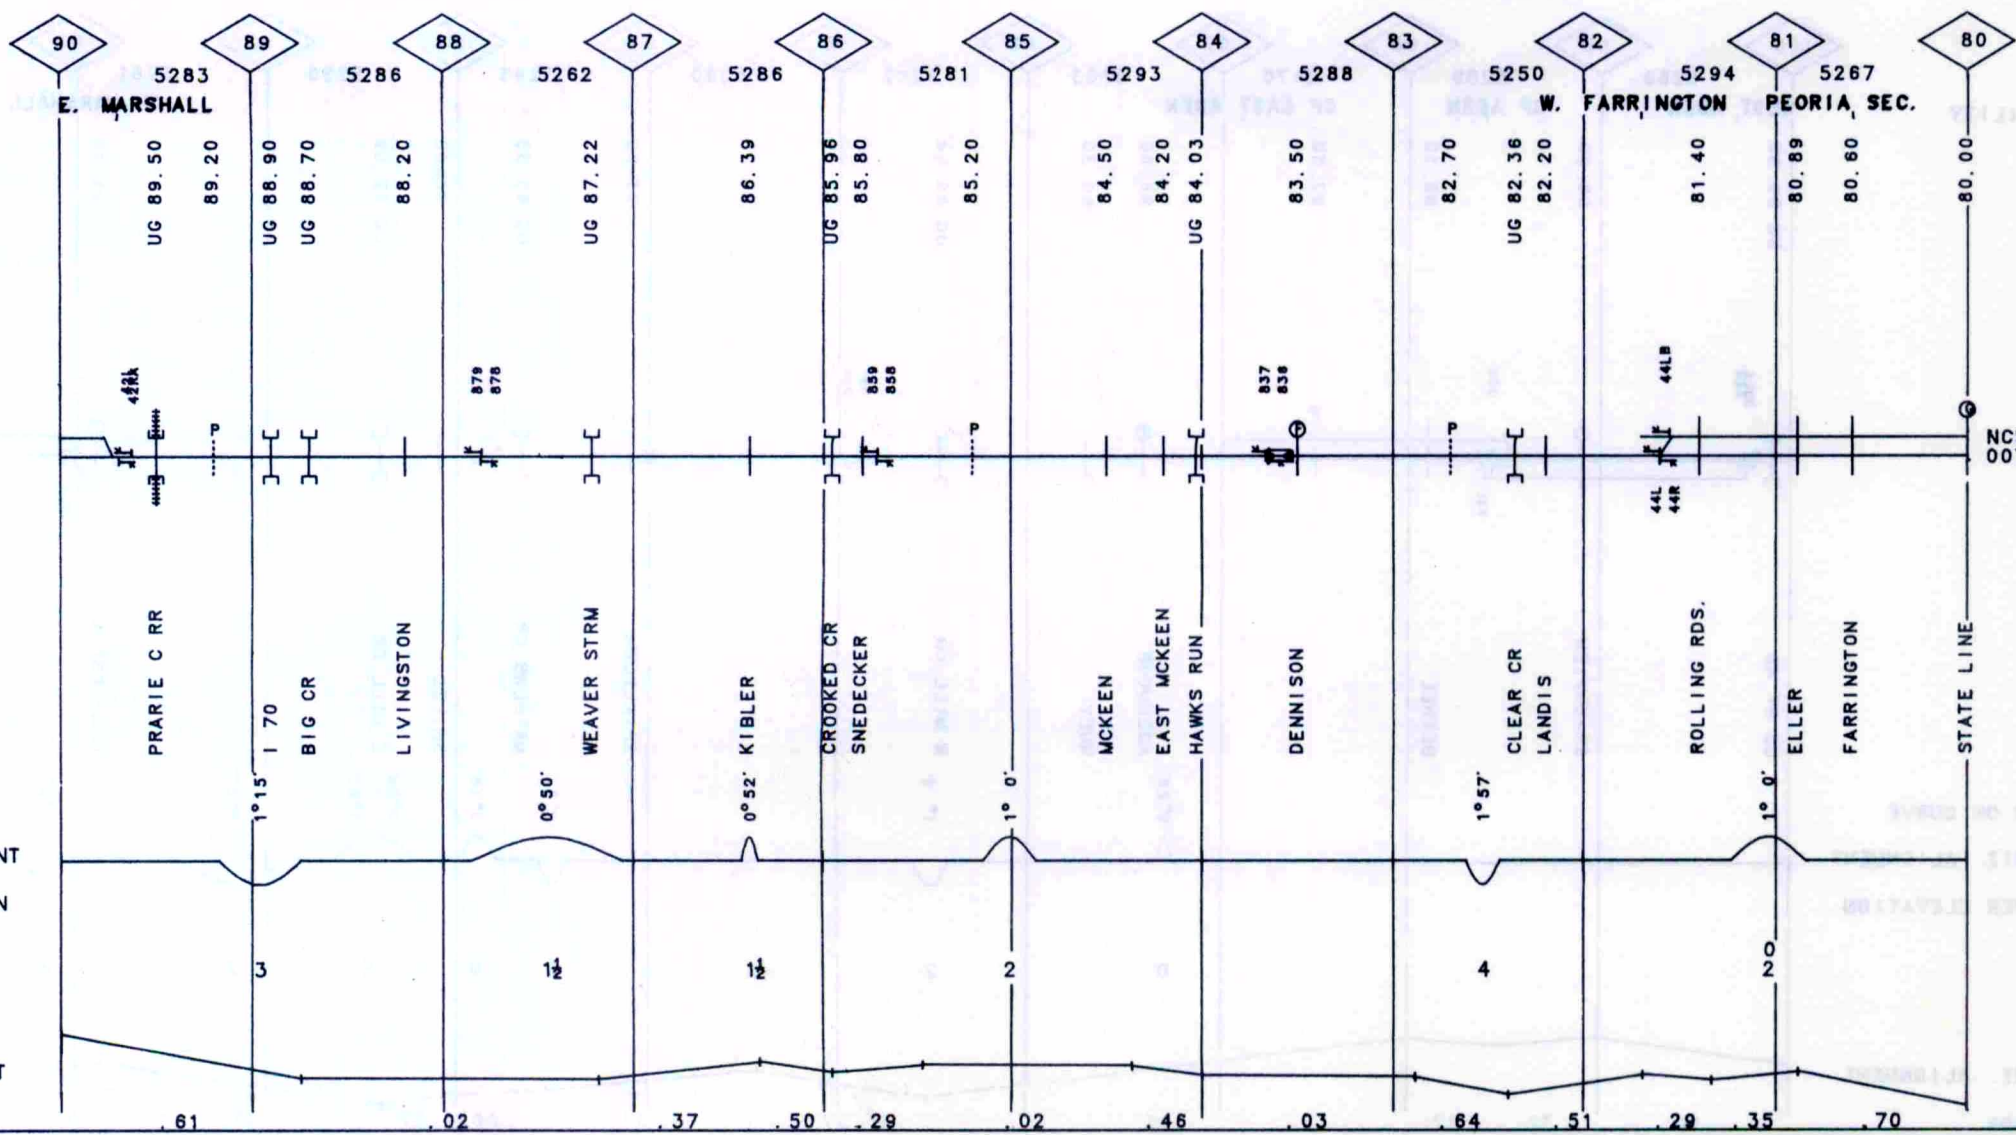 90 89 88 87 86 85 84 83 82 81 80
5283 5286 5262 5286 5281 5293 5288 5250 5294 5267
E. MARSHALL W. FARRINGTON PEORIA SEC.
UG 89.50
89.20
UG 88.90
UG 88.70
88.20
UG 87.22
86.39
UG 85.96
85.80
85.20
84.50
84.20
UG 84.03
83.50
82.70
UG 82.36
82.20
81.40
80.89
80.60
80.00
42L
42RA
879
878
859
858
837
838
44LB
P P P P
NC
00
44L
44R
PRARIE C RR
I 70
BIG CR
LIVINGSTON
WEAVER STRM
KIBLER
CROOKED CR
SNEDECKER
MCKEEN
EAST MCKEEN
HAWKS RUN
DENNISON
CLEAR CR
LANDIS
ROLLING RDS.
ELLER
FARRINGTON
STATE LINE
1°15' 0°50' 0°52' 1° 0' 1°57' 1° 0'
NT
N
0
3 1½ 1½ 2 4 2
T
.61 .02 .37 .50 .29 .02 .46 .03 .64 .51 .29 .35 .70